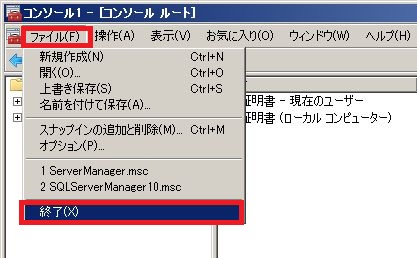 コンソール1 - [コンソール ルート]
ファイル(F) 操作(A) 表示(V) お気に入り(O) ウィンドウ(W) ヘルプ(H)
新規作成(N) Ctrl+N
開く(O)... Ctrl+O
上書き保存(S) Ctrl+S
名前を付けて保存(A)...
スナップインの追加と削除(M)... Ctrl+M
オプション(P)...
1 ServerManager.msc
2 SQLServerManager10.msc
終了(X)
明書 - 現在のユーザー
明書 (ローカル コンピューター)